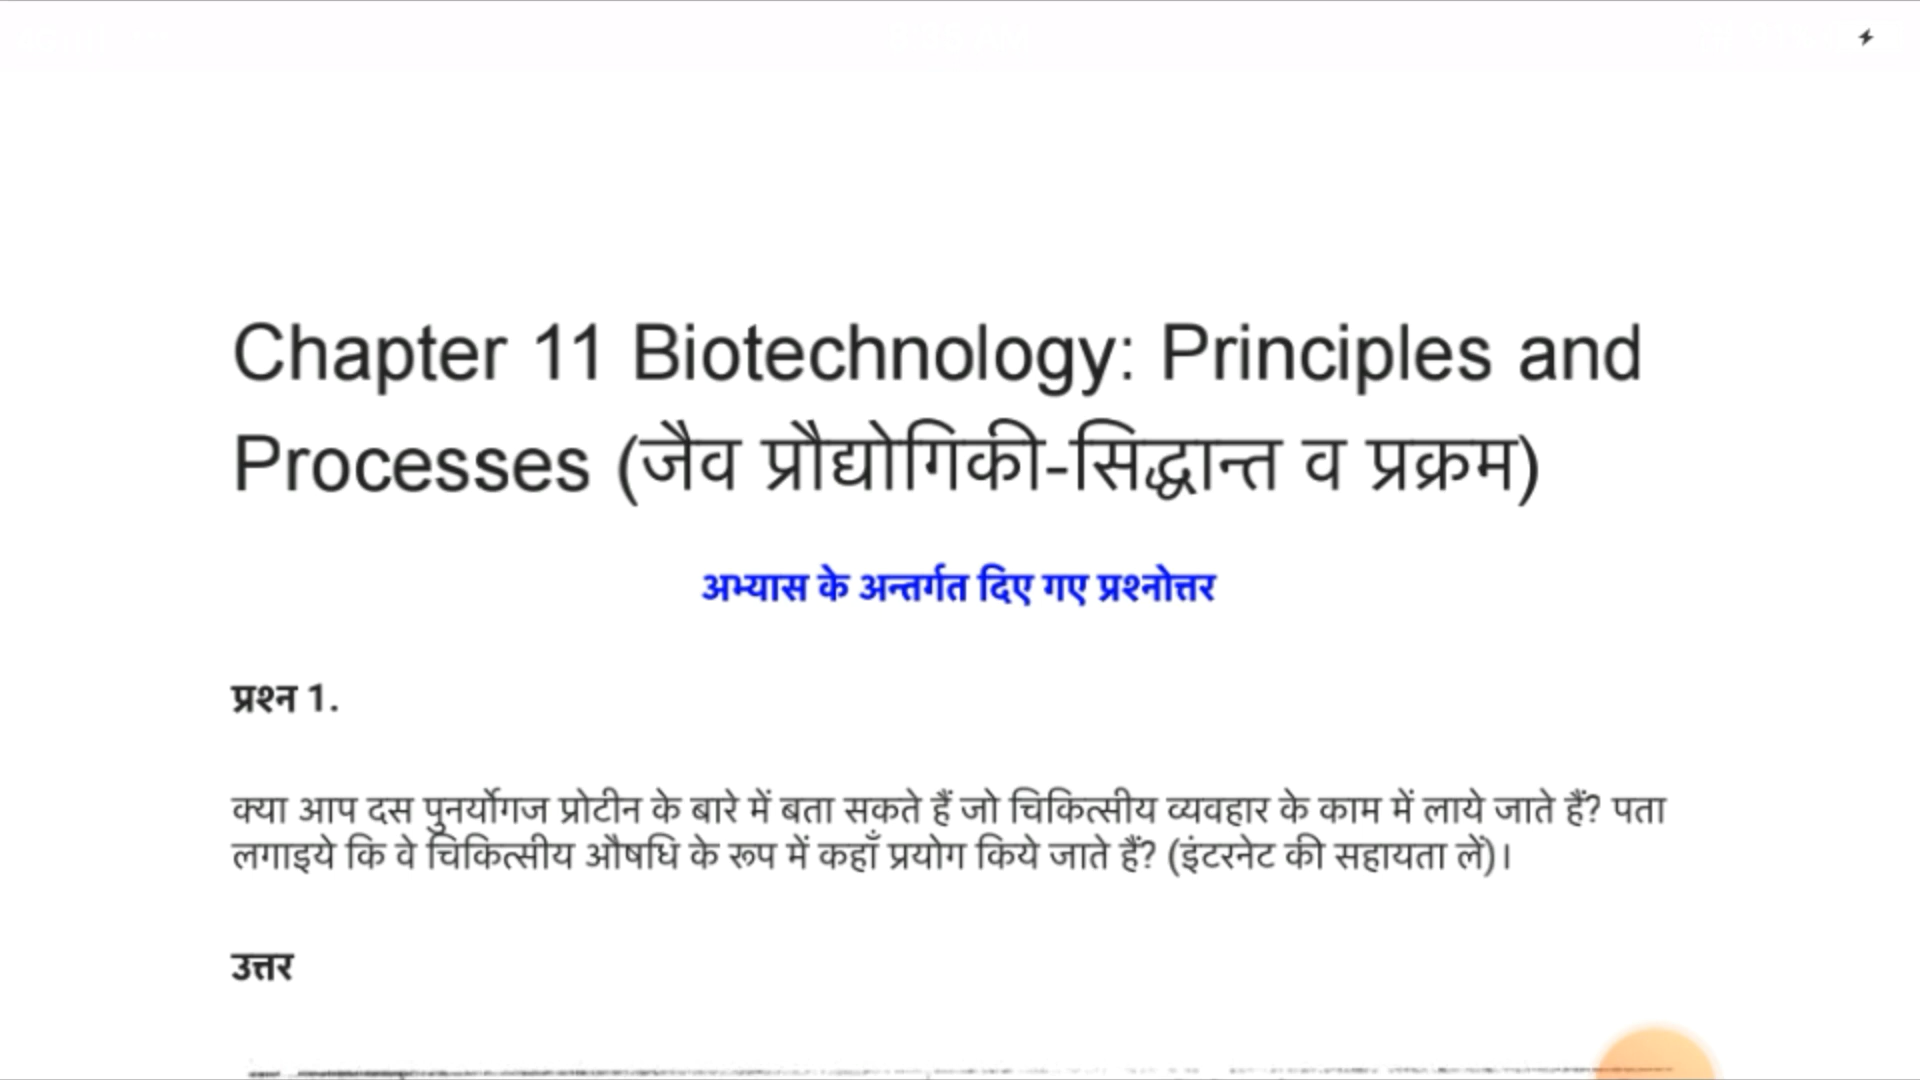 Chapter 11 Biotechnology: Principles and
Processes (जैव प्रौद्योगिकी-सिद्धान्त व प्रक्रम)
अभ्यास के अन्तर्गत दिए गए प्रश्नोत्तर
प्रश्न 1.
क्या आप दस पुनर्योगज प्रोटीन के बारे में बता सकते हैं जो चिकित्सीय व्यवहार के काम में लाये जाते हैं? पता
लगाइये कि वे चिकित्सीय औषधि के रूप में कहाँ प्रयोग किये जाते हैं? (इंटरनेट की सहायता लें)।
उत्तर